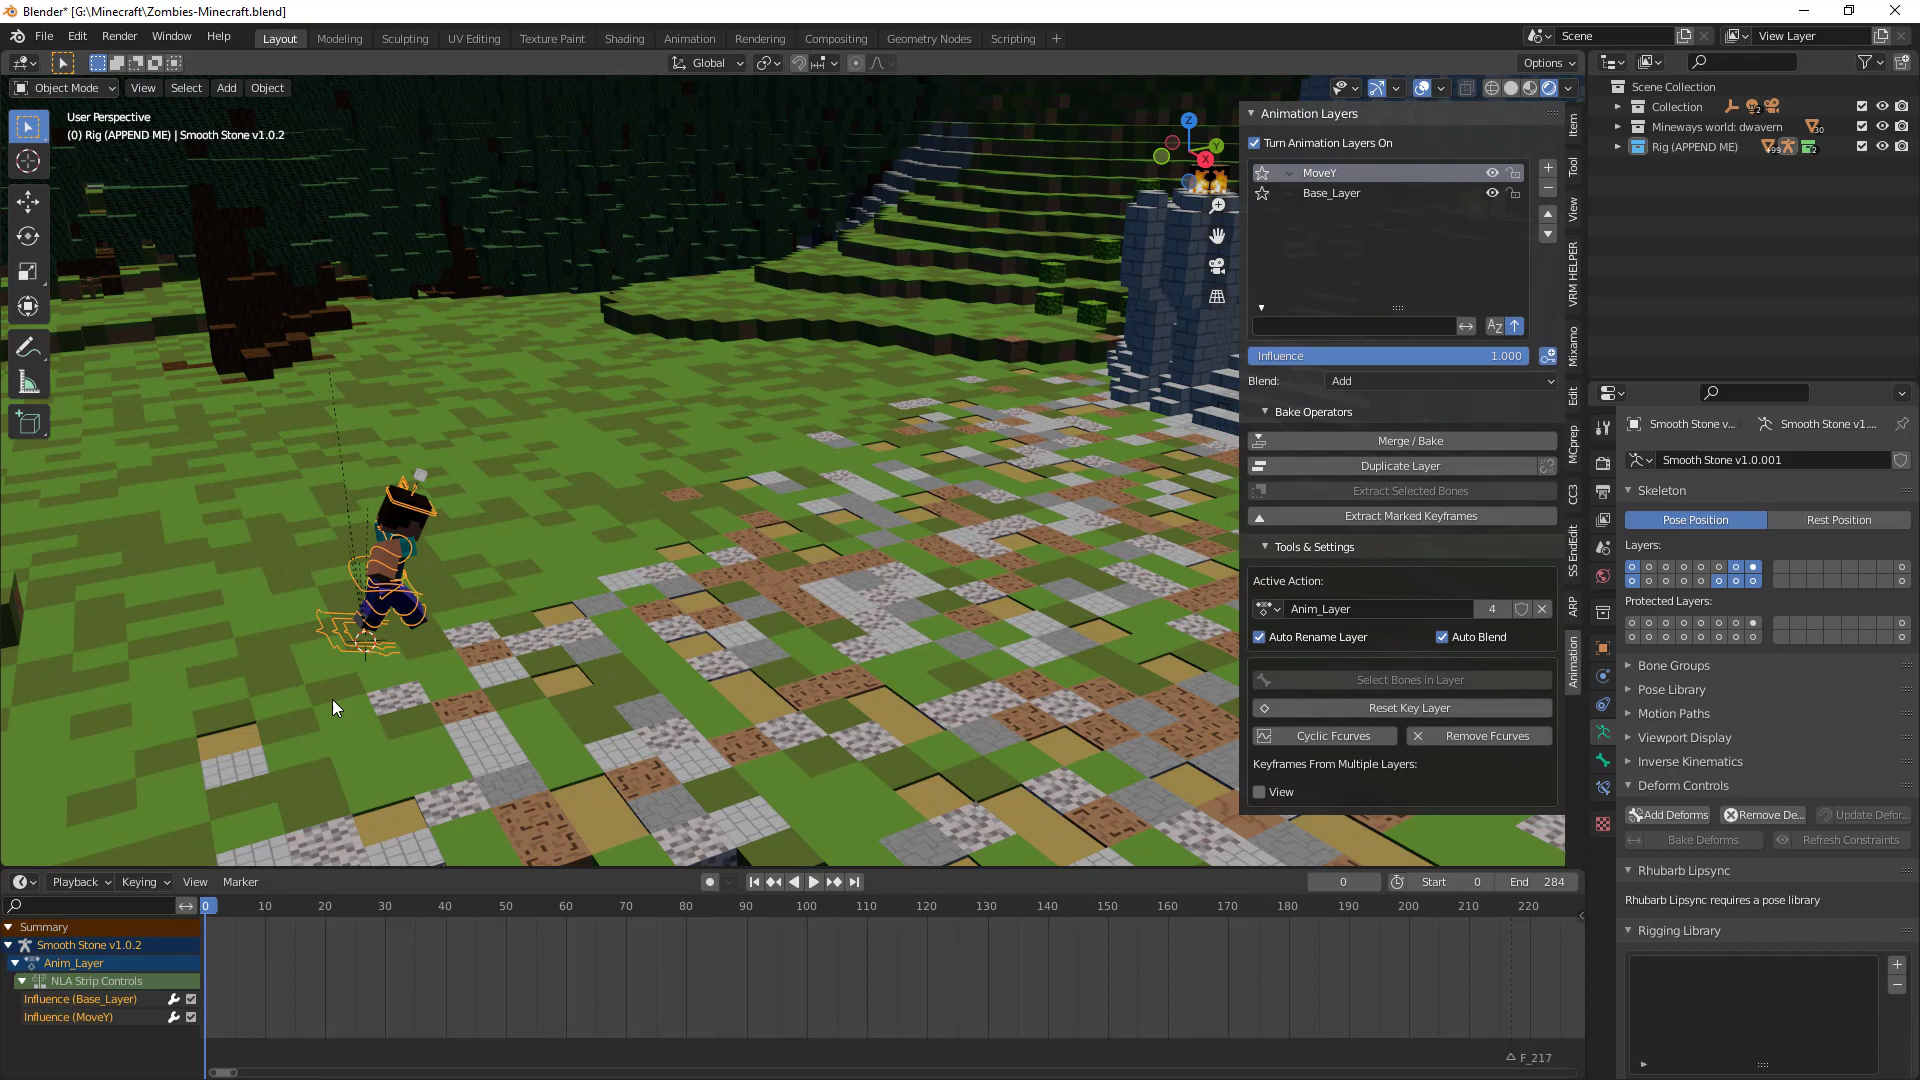 Blender* [G:\Minecraft\Zombies-Minecraft.blend]
File Edit Render Window Help
Layout Modeling Sculpting UV Editing Texture Paint Shading Animation Rendering Compositing Geometry Nodes Scripting +
Scene
View Layer
Global
Options
Object Mode View Select Add Object
User Perspective
(0) Rig (APPEND ME) | Smooth Stone v1.0.2
Z
Y
X
Animation Layers
Turn Animation Layers On
MoveY
Base_Layer
Influence 1.000
Blend: Add
Bake Operators
Merge / Bake
Duplicate Layer
Extract Selected Bones
Extract Marked Keyframes
Tools & Settings
Active Action:
Anim_Layer 4
Auto Rename Layer Auto Blend
Select Bones in Layer
Reset Key Layer
Cyclic Fcurves Remove Fcurves
Keyframes From Multiple Layers:
View
Item
Tool
View
VRM HELPER
Mixamo
Edit
MCprep
CC3
SS EndEdit
ARP
Animation
Scene Collection
Collection 2
Mineways world: dwavern 30
Rig (APPEND ME) +99 2
Smooth Stone v... Smooth Stone v1....
Smooth Stone v1.0.001
Skeleton
Pose Position Rest Position
Layers:
Protected Layers:
Bone Groups
Pose Library
Motion Paths
Viewport Display
Inverse Kinematics
Deform Controls
Add Deforms Remove De... Update Defor...
Bake Deforms Refresh Constraints
Rhubarb Lipsync
Rhubarb Lipsync requires a pose library
Rigging Library
Playback Keying View Marker
0 Start 0 End 284
0 10 20 30 40 50 60 70 80 90 100 110 120 130 140 150 160 170 180 190 200 210 220
Summary
Smooth Stone v1.0.2
Anim_Layer
NLA Strip Controls
Influence (Base_Layer)
Influence (MoveY)
F_217